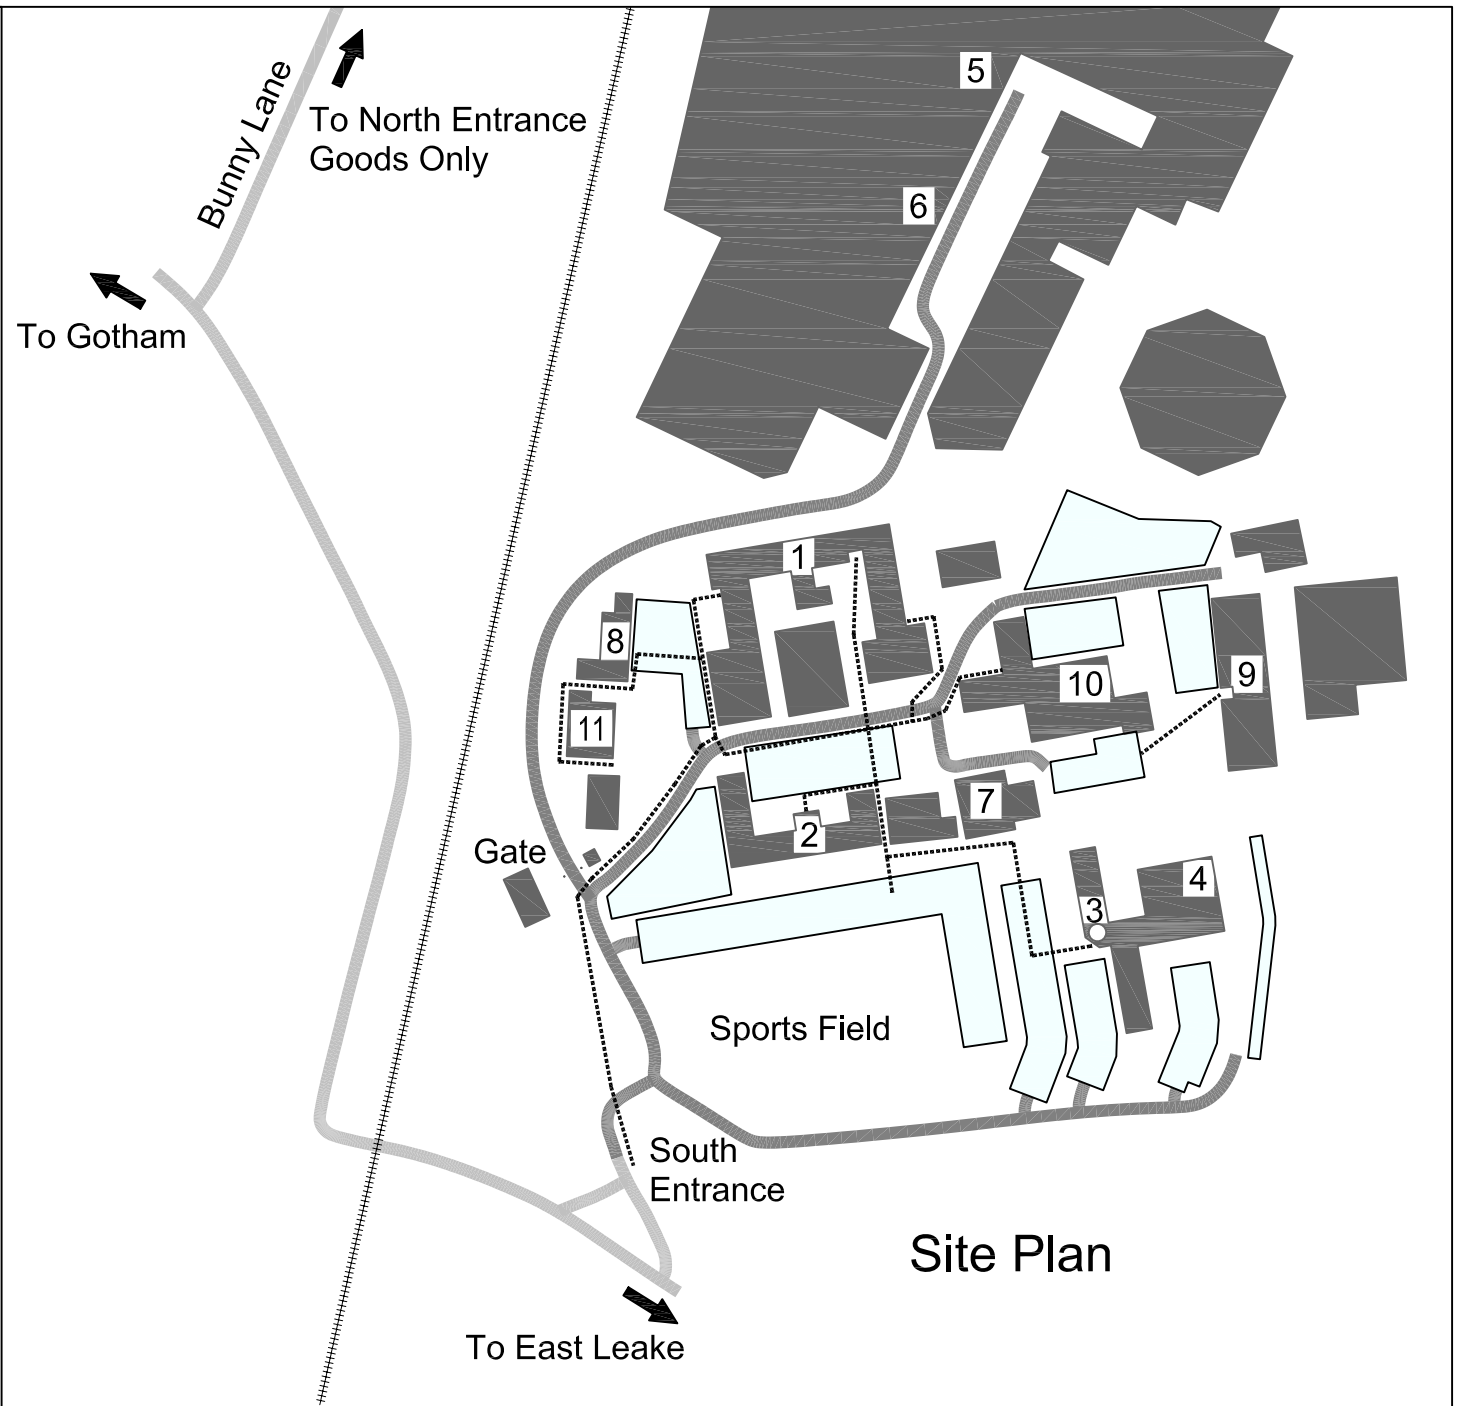 Bunny Lane
To North Entrance
Goods Only
To Gotham
5
6
1
8
9
10
11
7
2
Gate
4
3
Sports Field
South
Entrance
Site Plan
To East Leake